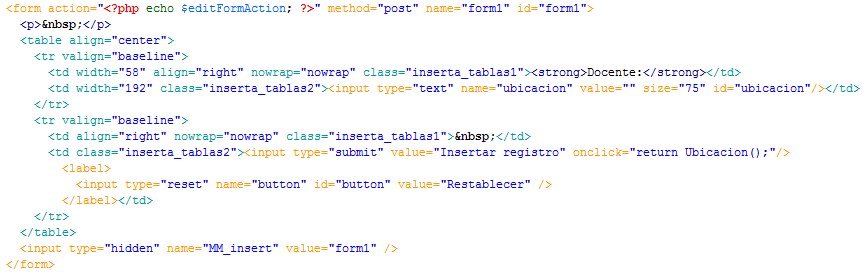 <form action="<?php echo $editFormAction; ?>" method="post" name="form1" id="form1">
  <p>&nbsp;</p>
  <table align="center">
    <tr valign="baseline">
      <td width="58" align="right" nowrap="nowrap" class="inserta_tablas1"><strong>Docente:</strong></td>
      <td width="192" class="inserta_tablas2"><input type="text" name="ubicacion" value="" size="75" id="ubicacion"/></td>
    </tr>
    <tr valign="baseline">
      <td align="right" nowrap="nowrap" class="inserta_tablas1">&nbsp;</td>
      <td class="inserta_tablas2"><input type="submit" value="Insertar registro" onclick="return Ubicacion();"/>
        <label>
          <input type="reset" name="button" id="button" value="Restablecer" />
        </label></td>
    </tr>
  </table>
  <input type="hidden" name="MM_insert" value="form1" />
</form>